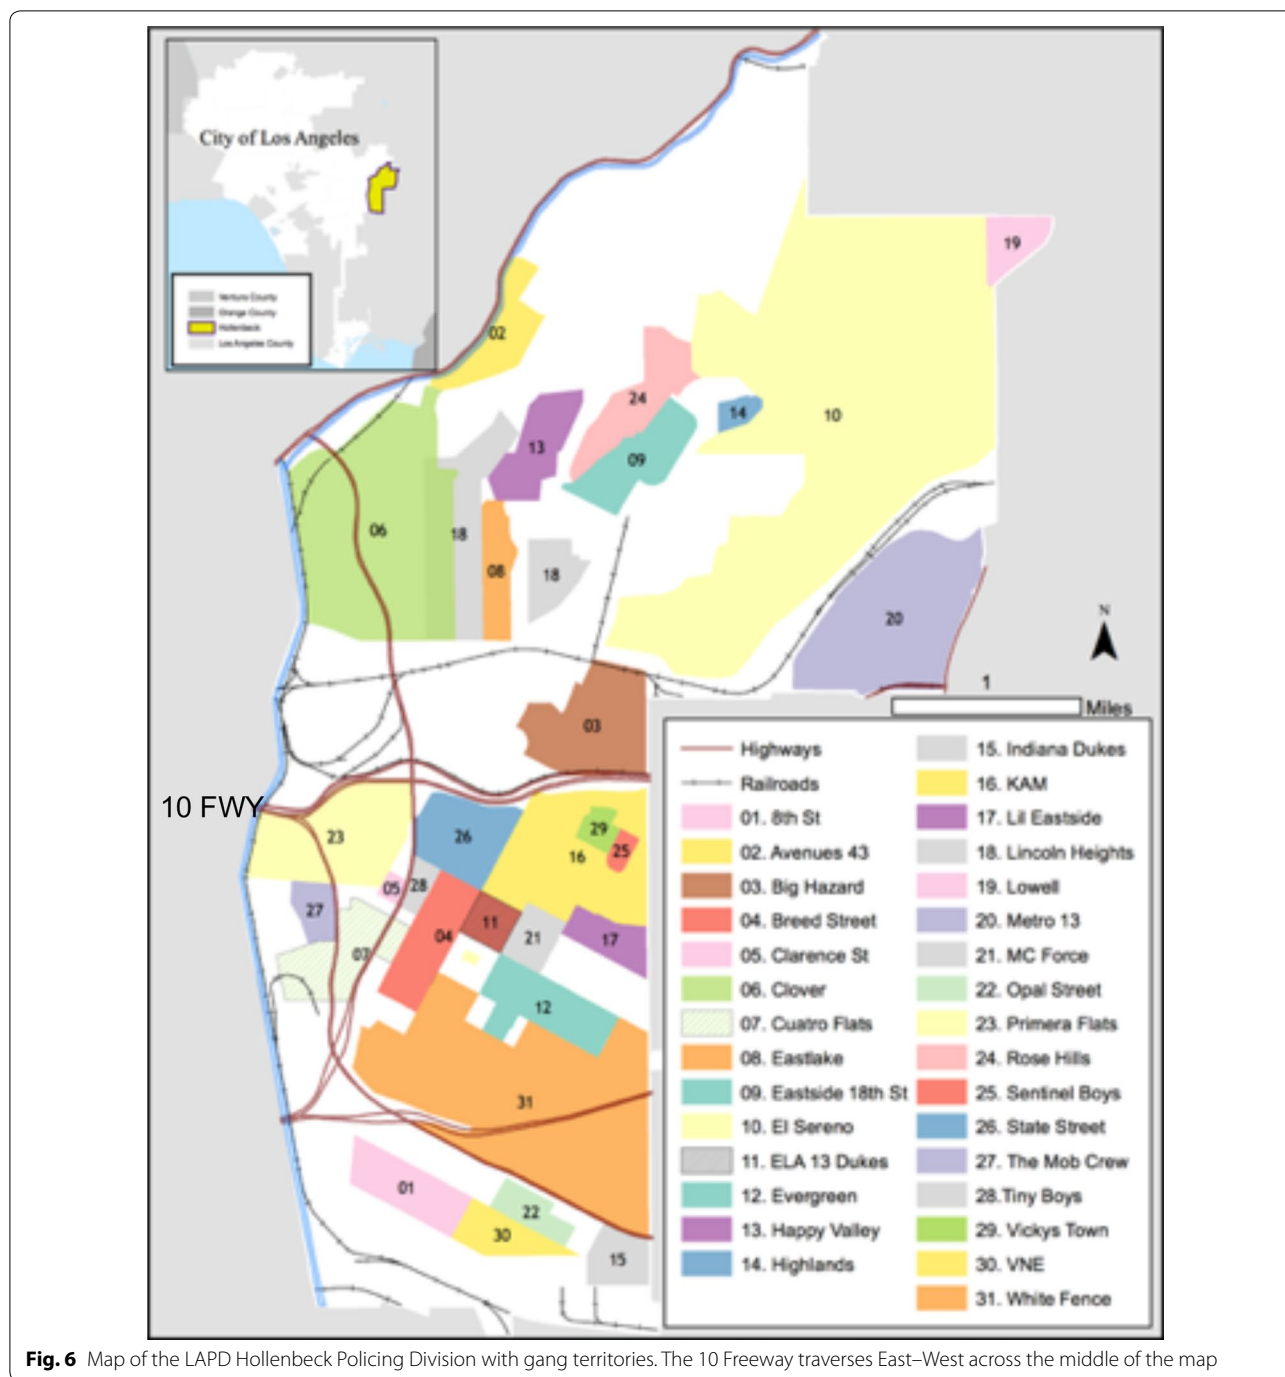 City of Los Angeles
Ventura County
Orange County
Hollenbeck
Los Angeles County
19
02
24
14
10
13
09
06
18
08
18
20
N
1
Miles
03
10 FWY
23
26
29
25
16
05
28
27
11
04
21
17
07
12
31
01
22
30
15
Highways
Railroads
01. 8th St
02. Avenues 43
03. Big Hazard
04. Breed Street
05. Clarence St
06. Clover
07. Cuatro Flats
08. Eastlake
09. Eastside 18th St
10. El Sereno
11. ELA 13 Dukes
12. Evergreen
13. Happy Valley
14. Highlands
15. Indiana Dukes
16. KAM
17. Lil Eastside
18. Lincoln Heights
19. Lowell
20. Metro 13
21. MC Force
22. Opal Street
23. Primera Flats
24. Rose Hills
25. Sentinel Boys
26. State Street
27. The Mob Crew
28.Tiny Boys
29. Vickys Town
30. VNE
31. White Fence
Fig. 6 Map of the LAPD Hollenbeck Policing Division with gang territories. The 10 Freeway traverses East–West across the middle of the map